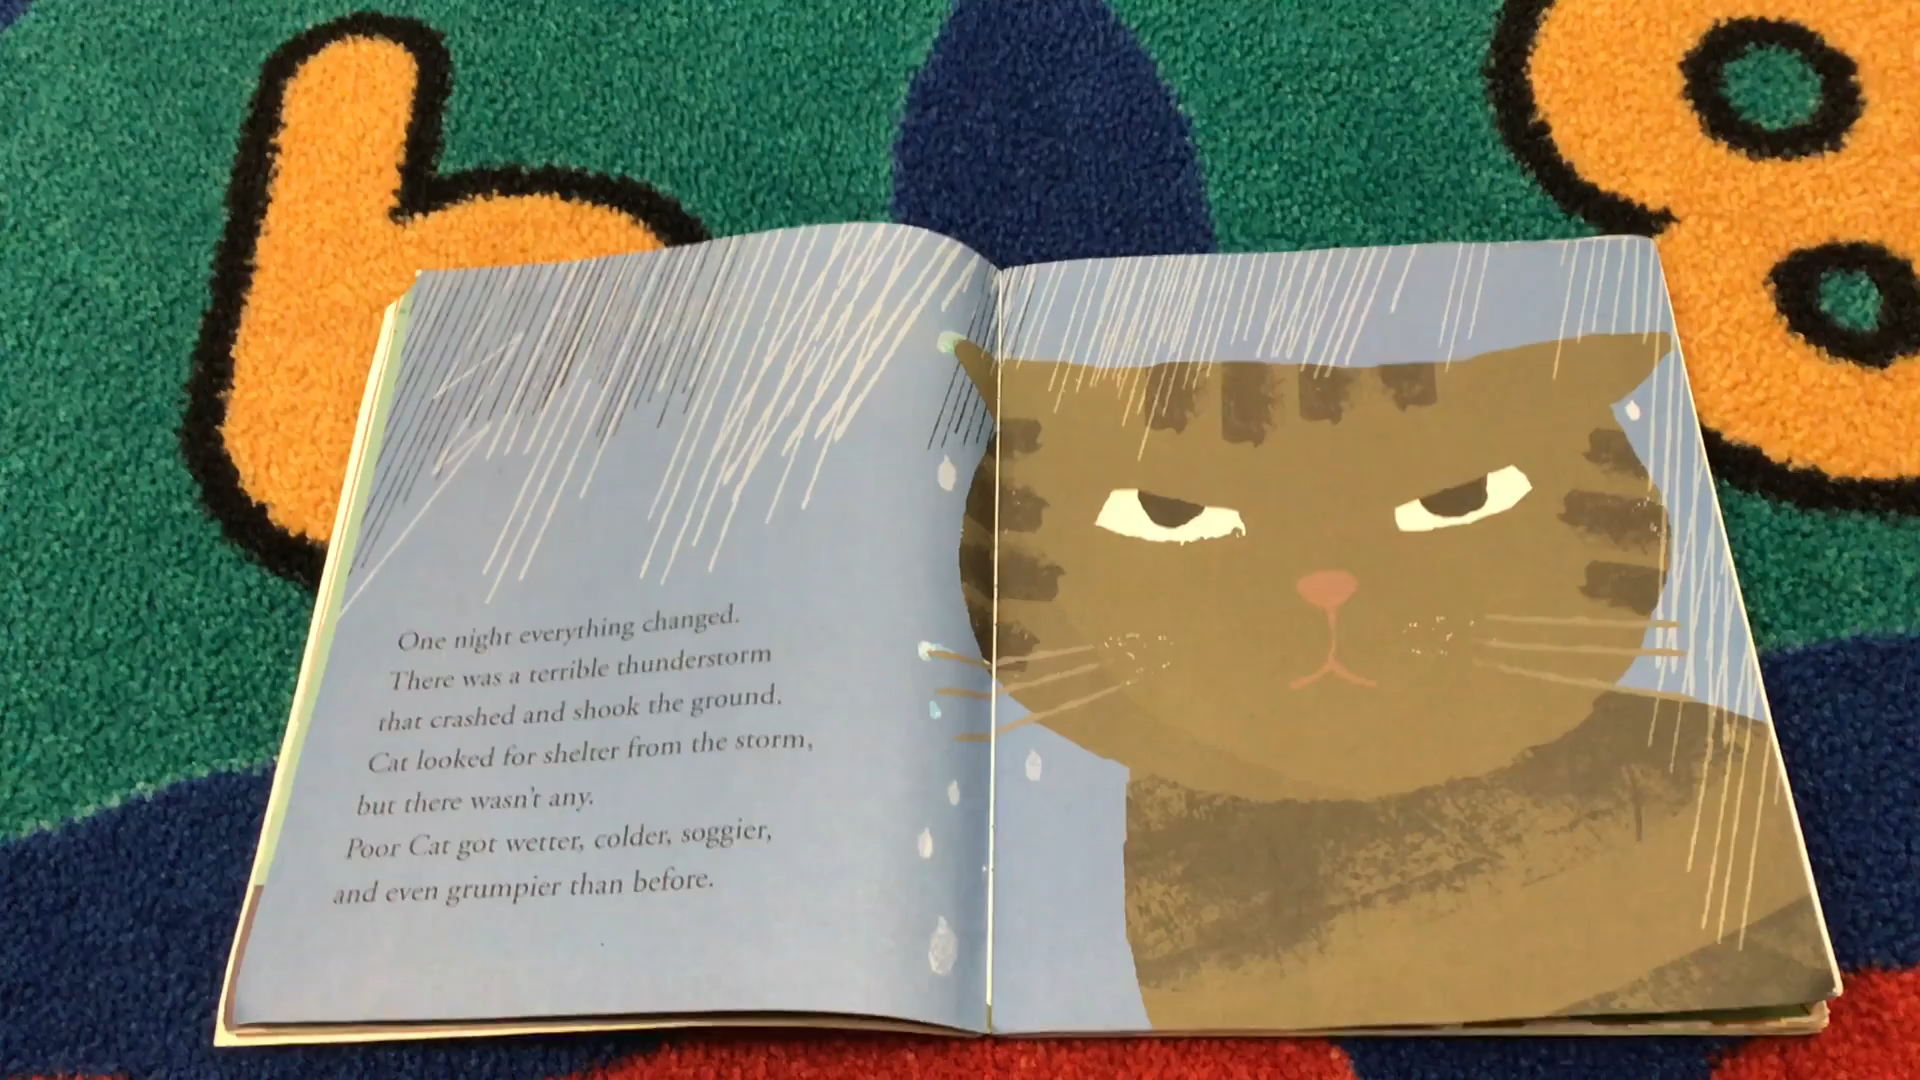 b
8
One night everything changed.
There was a terrible thunderstorm
that crashed and shook the ground.
Cat looked for shelter from the storm,
but there wasn't any.
Poor Cat got wetter, colder, soggier,
and even grumpier than before.